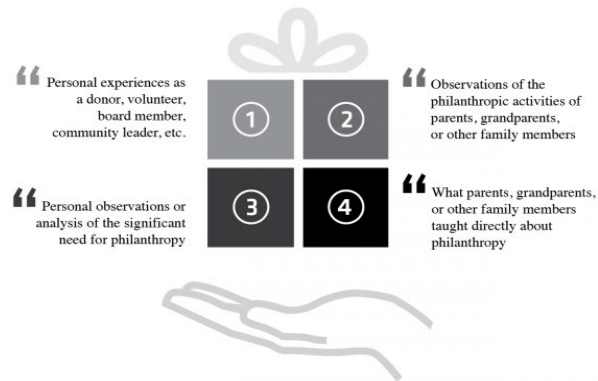 “ Personal experiences as
a donor, volunteer,
board member,
community leader, etc.
1
2
“ Observations of the
philanthropic activities of
parents, grandparents,
or other family members
“ Personal observations or
analysis of the significant
need for philanthropy
3
4
“ What parents, grandparents,
or other family members
taught directly about
philanthropy